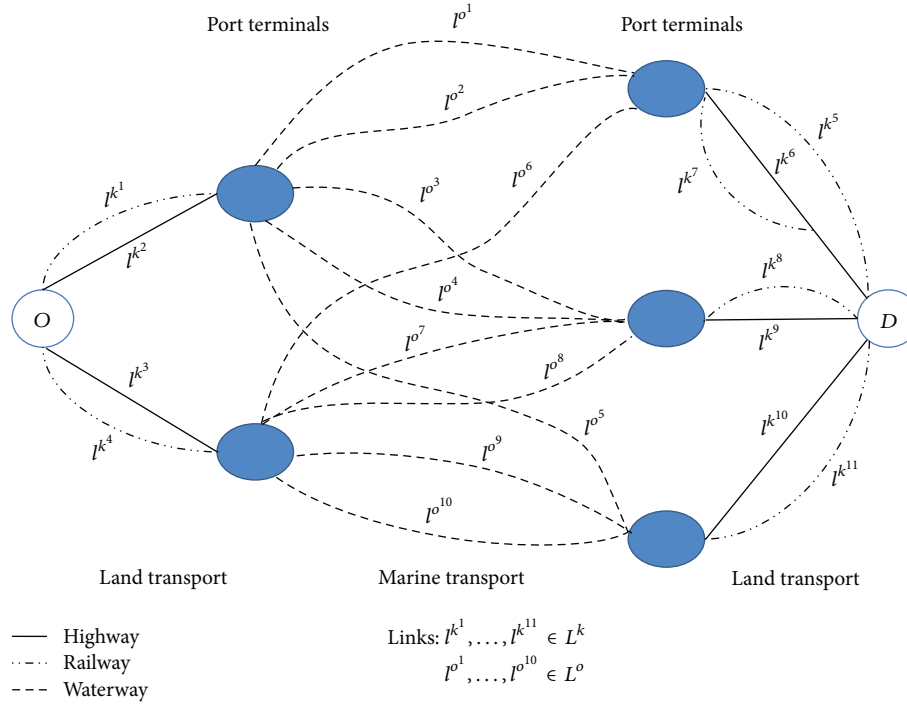 Port terminals
Port terminals
l^{o^1}
l^{o^2}
l^{o^6}
l^{o^3}
l^{o^4}
l^{o^7}
l^{o^8}
l^{o^5}
l^{o^9}
l^{o^{10}}
l^{k^1}
l^{k^2}
l^{k^3}
l^{k^4}
l^{k^5}
l^{k^6}
l^{k^7}
l^{k^8}
l^{k^9}
l^{k^{10}}
l^{k^{11}}
O
D
Land transport
Marine transport
Land transport
Highway
Railway
Waterway
Links: l^{k^1}, ..., l^{k^{11}} ∈ L^k
l^{o^1}, ..., l^{o^{10}} ∈ L^o